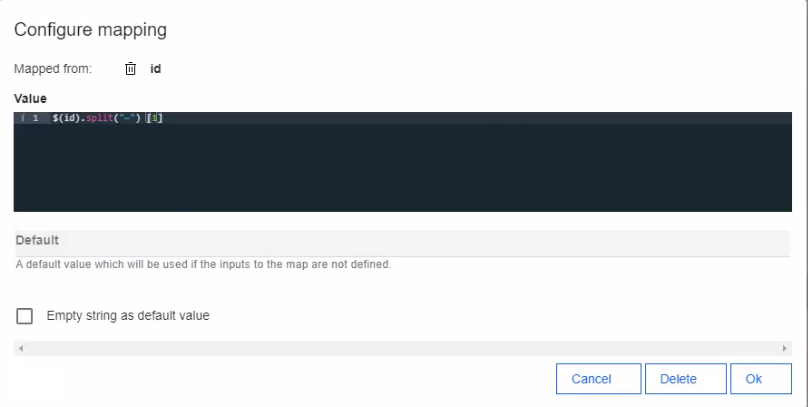 Configure mapping
Mapped from: id
Value
i 1 $(id).split("-") [1]
Default
A default value which will be used if the inputs to the map are not defined.
Empty string as default value
Cancel Delete Ok